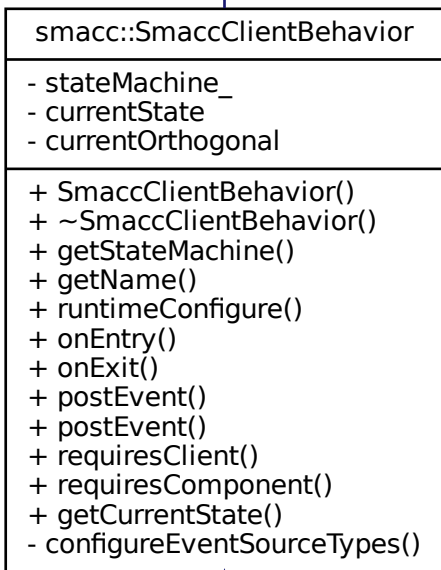 smacc::SmaccClientBehavior
- stateMachine_
- currentState
- currentOrthogonal
+ SmaccClientBehavior()
+ ~SmaccClientBehavior()
+ getStateMachine()
+ getName()
+ runtimeConfigure()
+ onEntry()
+ onExit()
+ postEvent()
+ postEvent()
+ requiresClient()
+ requiresComponent()
+ getCurrentState()
- configureEventSourceTypes()